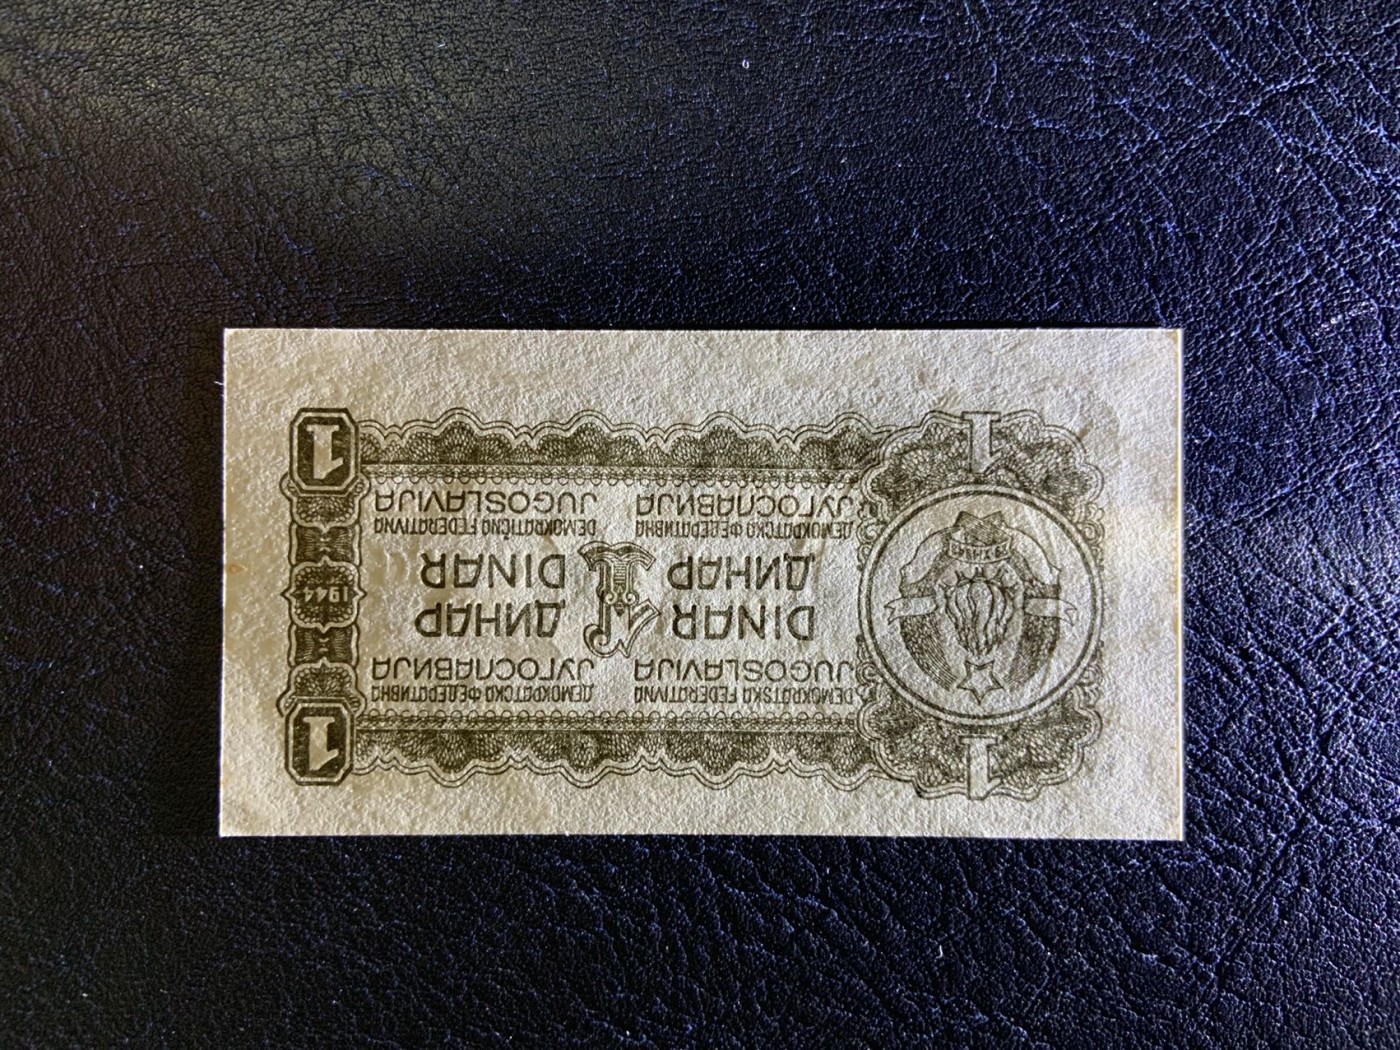 1 1
DEMOKRATSKA FEDERATIVNA ДЕМОКРАТСКА ФЕДЕРАТИВНА
JUGOSLAVIJA ЈУГОСЛАВИЈА
DINAR 1 ДИНАР
1944
ДИНАР DINAR
ДЕМОКРАТСКА ФЕДЕРАТИВНА DEMOKRATIČNA FEDERATIVNA
ЈУГОСЛАВИЈА JUGOSLAVIJA
1 1